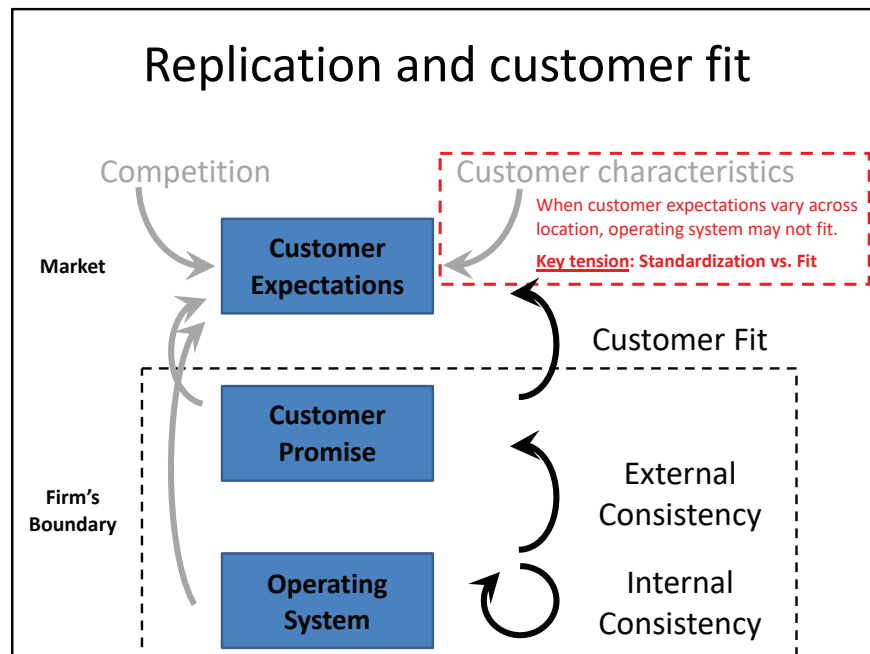 Replication and customer fit
Competition
Customer characteristics
When customer expectations vary across
location, operating system may not fit.
Key tension: Standardization vs. Fit
Market
Customer
Expectations
Customer Fit
Customer
Promise
Firm's
Boundary
External
Consistency
Operating
System
Internal
Consistency